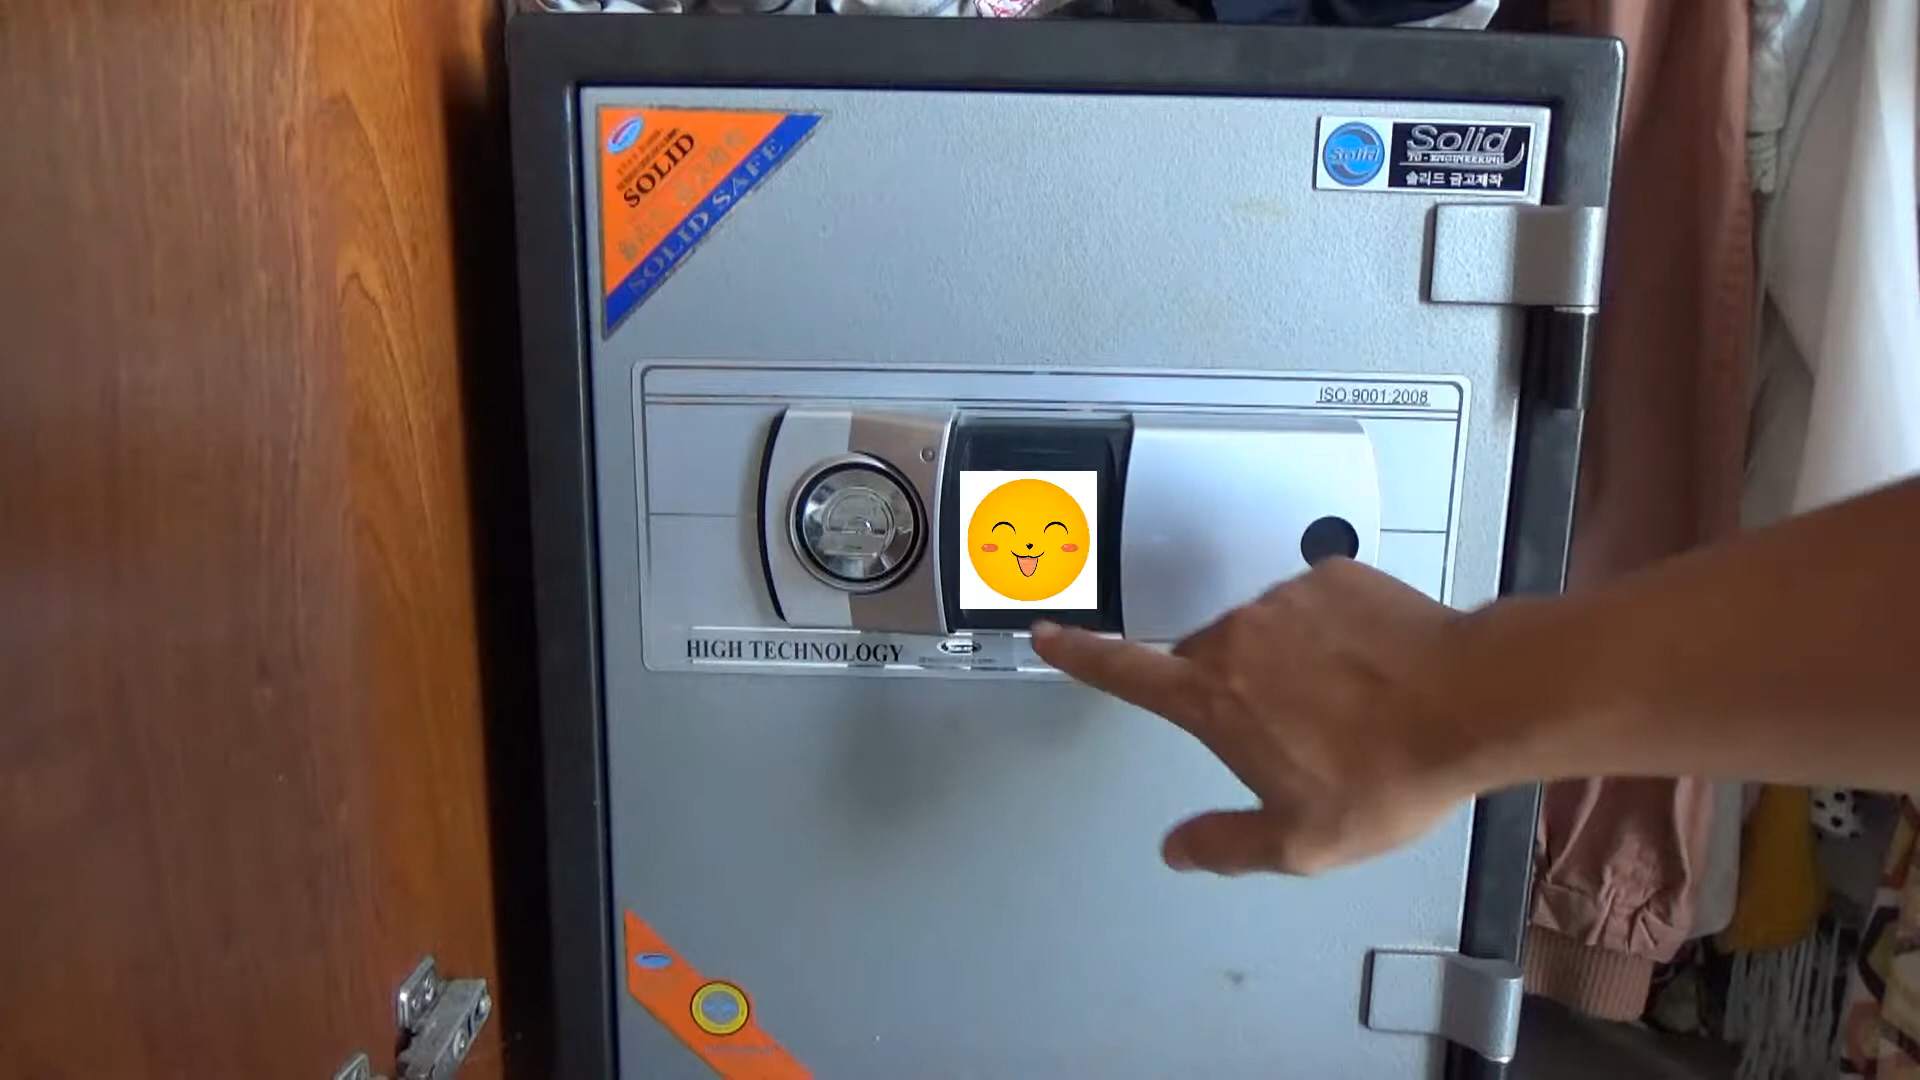 SOLID
SOLID SAFE
Solid
Solid
TG-ENGINEERING
솔리드 금고제작
ISO.9001:2008
HIGH TECHNOLOGY